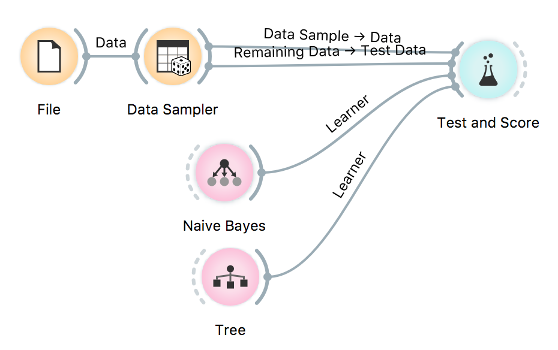 Data
Data Sample → Data
Remaining Data → Test Data
File
Data Sampler
Test and Score
Learner
Learner
Naive Bayes
Tree